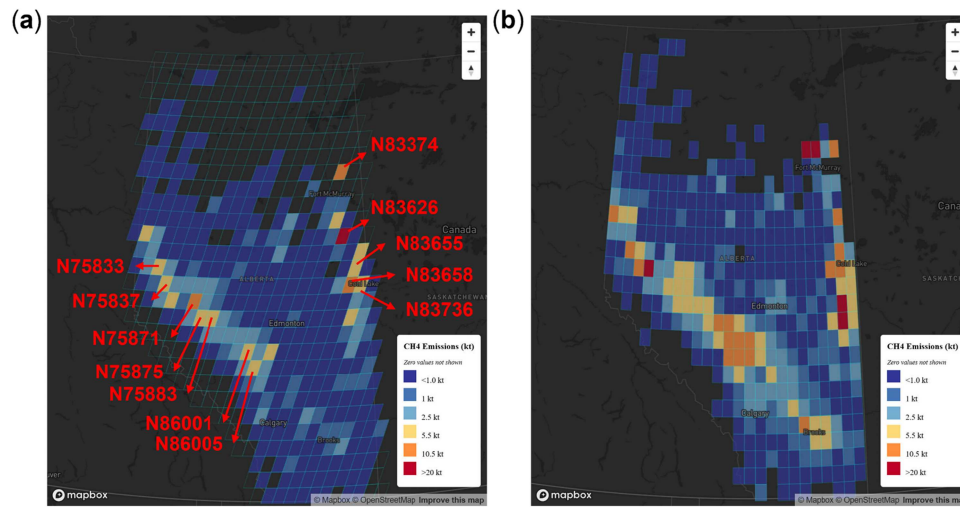 (a)
N83374
Fort McMurray
N83626
Canada
N83655
N75833
ALBERTA
N83658
Cold Lake
SASKATCHEWAN
N75837
N83736
N75871
Edmonton
N75875
N75883
N86001
N86005
Calgary
Brooks
CH4 Emissions (kt)
Zero values not shown
<1.0 kt
1 kt
2.5 kt
5.5 kt
10.5 kt
>20 kt
mapbox
© Mapbox © OpenStreetMap Improve this map
(b)
Fort McMurray
Cana
ALBERTA
Cold Lake
SASKATCH
Edmonton
Calgary
Brooks
CH4 Emissions (kt)
Zero values not shown
<1.0 kt
1 kt
2.5 kt
5.5 kt
10.5 kt
>20 kt
mapbox
© Mapbox © OpenStreetMap Improve this map